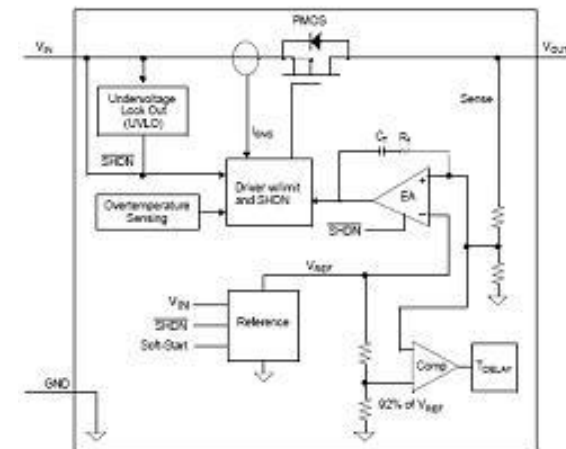 PMOS
VIN
VOUT
Undervoltage
Lock Out
(UVLO)
ISNS
Sense
SHDN
Cf
Driver w/limit
and SHDN
EA
+
–
Overtemperature
Sensing
SHDN
VREF
VIN
SHDN
Soft-Start
Reference
Comp
TDELAY
92% of VREF
GND